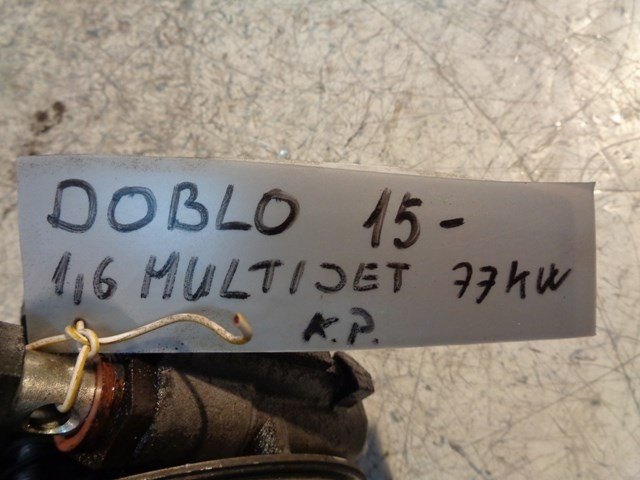 DOBLO 15-
1,6 MULTIJET 77KW
K.P.